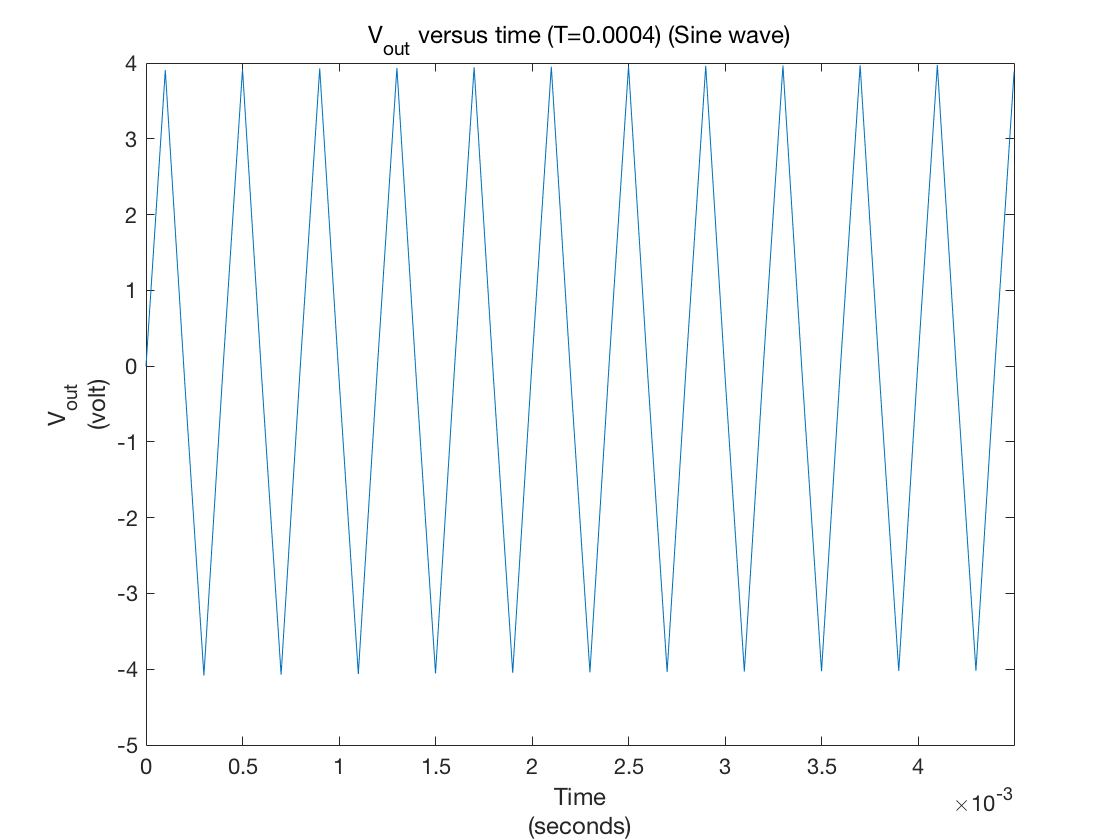 Vout versus time (T=0.0004) (Sine wave)
4
3
2
1
0
-1
-2
-3
-4
-5
Vout
(volt)
0 0.5 1 1.5 2 2.5 3 3.5 4
×10-3
Time
(seconds)